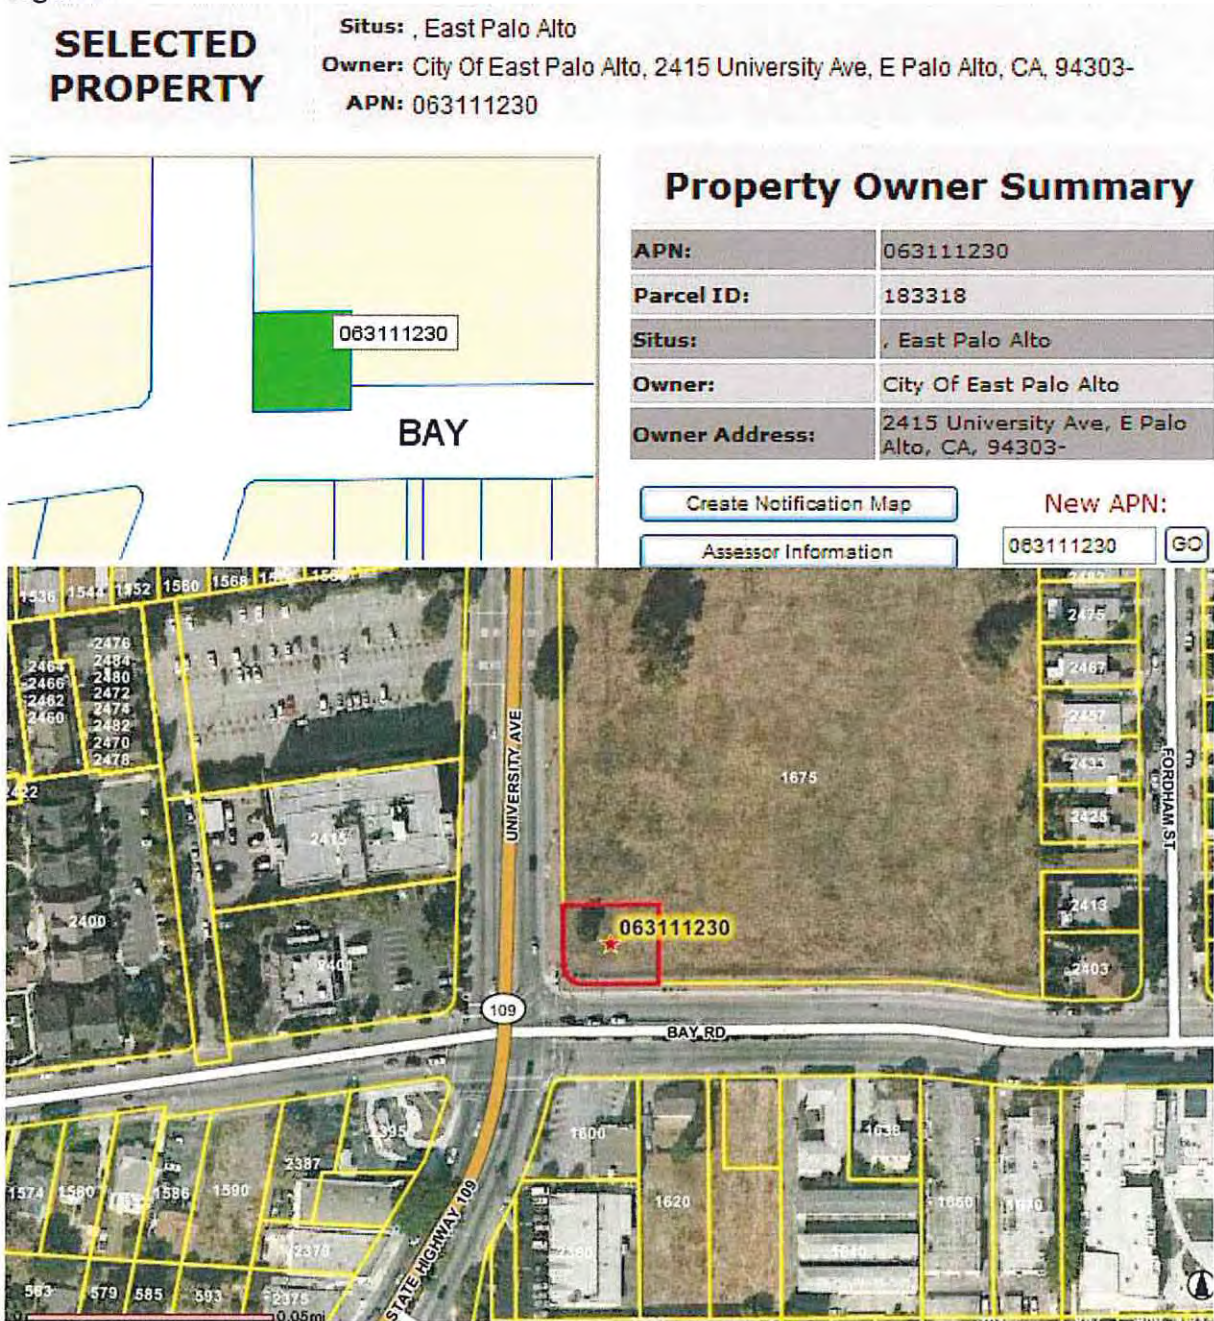 SELECTED
PROPERTY
Situs: , East Palo Alto
Owner: City Of East Palo Alto, 2415 University Ave, E Palo Alto, CA, 94303-
APN: 063111230
063111230
BAY
Property Owner Summary
APN: 063111230
Parcel ID: 183318
Situs: , East Palo Alto
Owner: City Of East Palo Alto
Owner Address: 2415 University Ave, E Palo
Alto, CA, 94303-
Create Notification Map
Assessor Information
New APN:
063111230 GO
1536 1544 1552 1560 1568
2476
2484
2480
2472
2474
2482
2470
2478
2464
2466
2462
2460
2422
2415
2400
2401
UNIVERSITY AVE
1675
2475
2467
2457
2433
2425
2413
2403
FORDHAM ST
063111230
109
BAY RD
2395
2387
1574 1580 1586 1590
2378
563 579 585 593 2375
STATE HIGHWAY 109
1600
1620
1638
2360
1640
1660
0 0.05mi